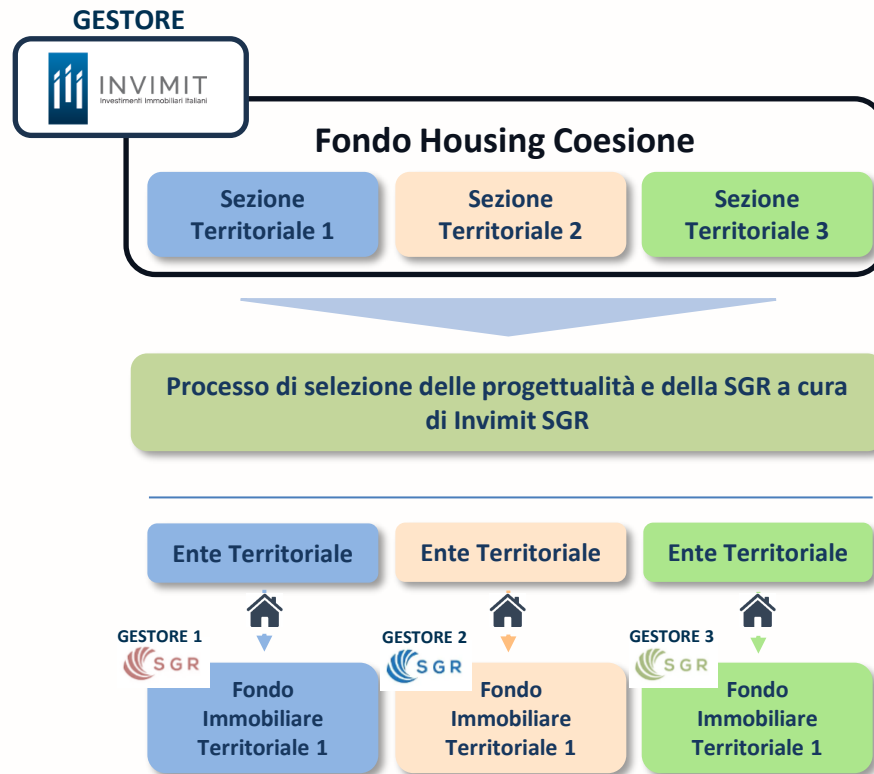 GESTORE
INVIMIT
Investimenti Immobiliari Italiani
Fondo Housing Coesione
Sezione
Territoriale 1
Sezione
Territoriale 2
Sezione
Territoriale 3
Processo di selezione delle progettualità e della SGR a cura
di Invimit SGR
Ente Territoriale
Ente Territoriale
Ente Territoriale
GESTORE 1
SGR
GESTORE 2
SGR
GESTORE 3
SGR
Fondo
Immobiliare
Territoriale 1
Fondo
Immobiliare
Territoriale 1
Fondo
Immobiliare
Territoriale 1